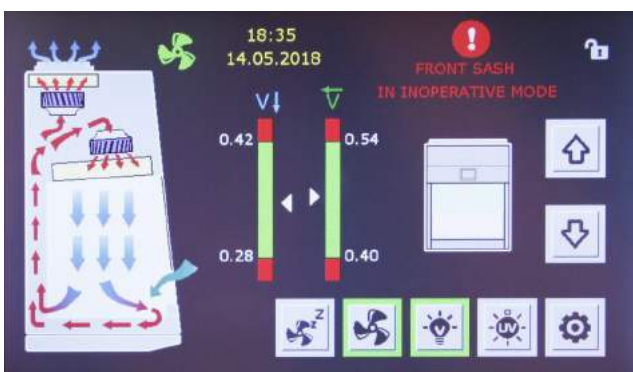 18:35
14.05.2018
!
FRONT SASH
IN INOPERATIVE MODE
V↓
V
0.42
0.54
0.28
0.40
z z Z
UV